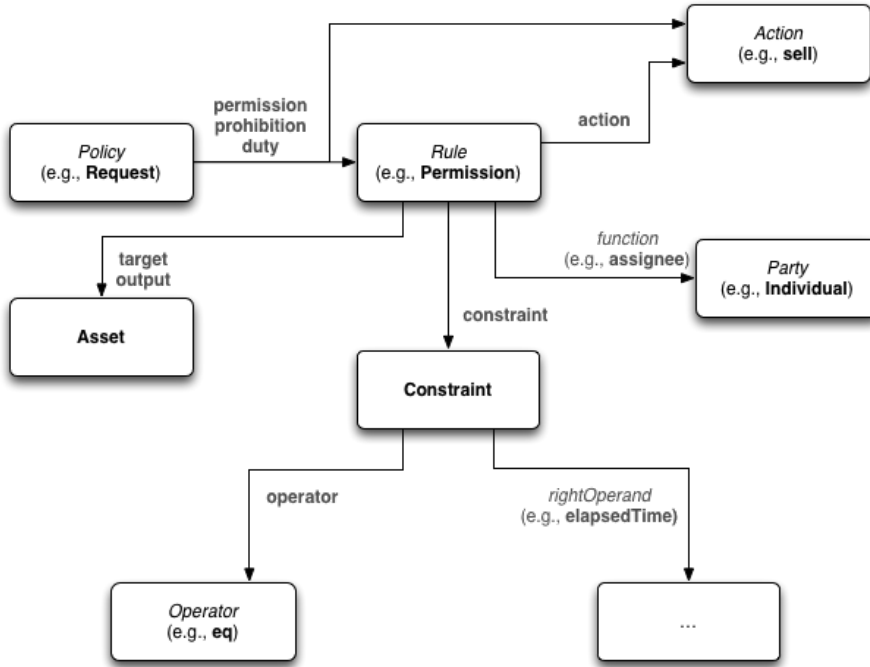 Action
(e.g., sell)
permission
prohibition
duty
action
Policy
(e.g., Request)
Rule
(e.g., Permission)
function
(e.g., assignee)
Party
(e.g., Individual)
target
output
Asset
constraint
Constraint
operator
rightOperand
(e.g., elapsedTime)
Operator
(e.g., eq)
...